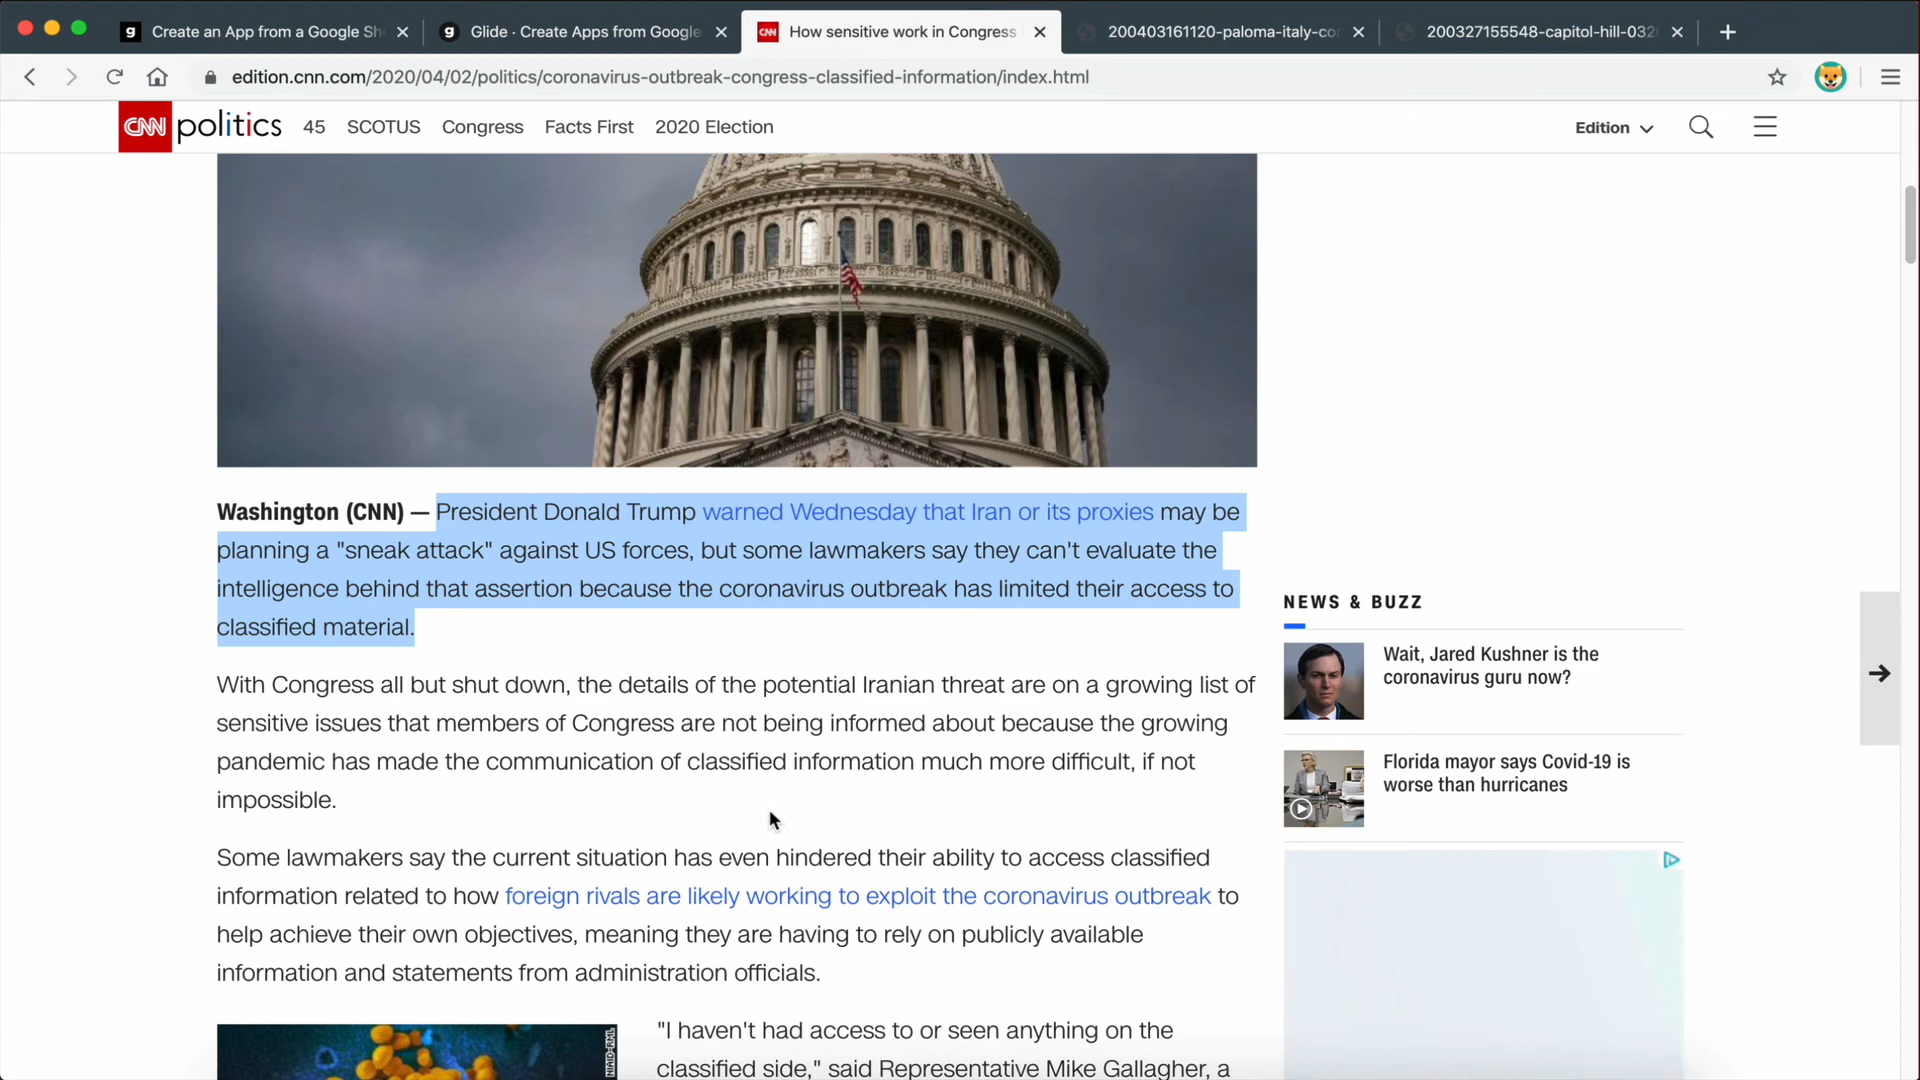 Create an App from a Google Sh
Glide · Create Apps from Google
How sensitive work in Congress
200403161120-paloma-italy-co
200327155548-capitol-hill-032
edition.cnn.com/2020/04/02/politics/coronavirus-outbreak-congress-classified-information/index.html
CNN politics 45 SCOTUS Congress Facts First 2020 Election
Edition
Washington (CNN) — President Donald Trump warned Wednesday that Iran or its proxies may be
planning a "sneak attack" against US forces, but some lawmakers say they can't evaluate the
intelligence behind that assertion because the coronavirus outbreak has limited their access to
classified material.
With Congress all but shut down, the details of the potential Iranian threat are on a growing list of
sensitive issues that members of Congress are not being informed about because the growing
pandemic has made the communication of classified information much more difficult, if not
impossible.
Some lawmakers say the current situation has even hindered their ability to access classified
information related to how foreign rivals are likely working to exploit the coronavirus outbreak to
help achieve their own objectives, meaning they are having to rely on publicly available
information and statements from administration officials.
"I haven't had access to or seen anything on the
classified side," said Representative Mike Gallagher, a
NIAID-RML
NEWS & BUZZ
Wait, Jared Kushner is the
coronavirus guru now?
Florida mayor says Covid-19 is
worse than hurricanes